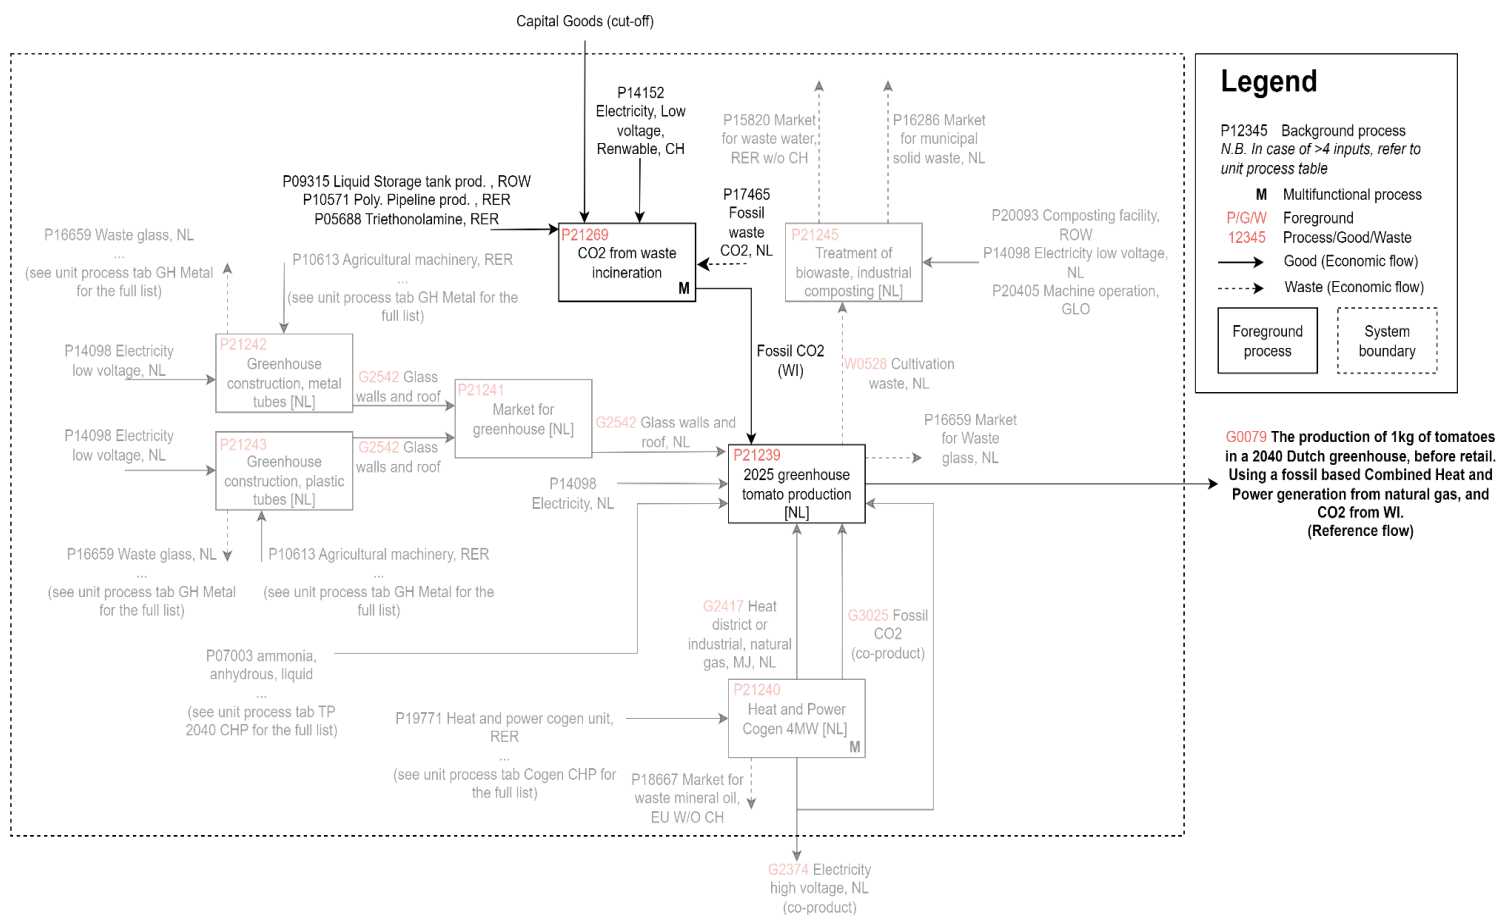 Capital Goods (cut-off)
P14152
Electricity, Low
voltage,
Renwable, CH
P09315 Liquid Storage tank prod. , ROW
P10571 Poly. Pipeline prod. , RER
P05688 Triethonolamine, RER
P17465
Fossil
waste
CO2, NL
P21269
CO2 from waste
incineration
M
P15820 Market
for waste water,
RER w/o CH
P16286 Market
for municipal
solid waste, NL
P21245
Treatment of
biowaste, industrial
composting [NL]
P20093 Composting facility,
ROW
P14098 Electricity low voltage,
NL
P20405 Machine operation,
GLO
P16659 Waste glass, NL
...
(see unit process tab GH Metal
for the full list)
P10613 Agricultural machinery, RER
...
(see unit process tab GH Metal for the
full list)
P14098 Electricity
low voltage, NL
P21242
Greenhouse
construction, metal
tubes [NL]
G2542 Glass
walls and roof
P21241
Market for
greenhouse [NL]
Fossil CO2
(WI)
W0528 Cultivation
waste, NL
P14098 Electricity
low voltage, NL
P21243
Greenhouse
construction, plastic
tubes [NL]
G2542 Glass
walls and roof
G2542 Glass walls and
roof, NL
P16659 Market
for Waste
glass, NL
P21239
2025 greenhouse
tomato production
[NL]
P14098
Electricity, NL
P16659 Waste glass, NL
...
(see unit process tab GH Metal
for the full list)
P10613 Agricultural machinery, RER
...
(see unit process tab GH Metal for the
full list)
P07003 ammonia,
anhydrous, liquid
...
(see unit process tab TP
2040 CHP for the full list)
G2417 Heat
district or
industrial, natural
gas, MJ, NL
G3025 Fossil
CO2
(co-product)
P21240
Heat and Power
Cogen 4MW [NL]
M
P19771 Heat and power cogen unit,
RER
...
(see unit process tab Cogen CHP for
the full list)
P18667 Market for
waste mineral oil,
EU W/O CH
G2374 Electricity
high voltage, NL
(co-product)
Legend
P12345 Background process
N.B. In case of >4 inputs, refer to
unit process table
M Multifunctional process
P/G/W Foreground
12345 Process/Good/Waste
Good (Economic flow)
Waste (Economic flow)
Foreground
process
System
boundary
G0079 The production of 1kg of tomatoes
in a 2040 Dutch greenhouse, before retail.
Using a fossil based Combined Heat and
Power generation from natural gas, and
CO2 from WI.
(Reference flow)